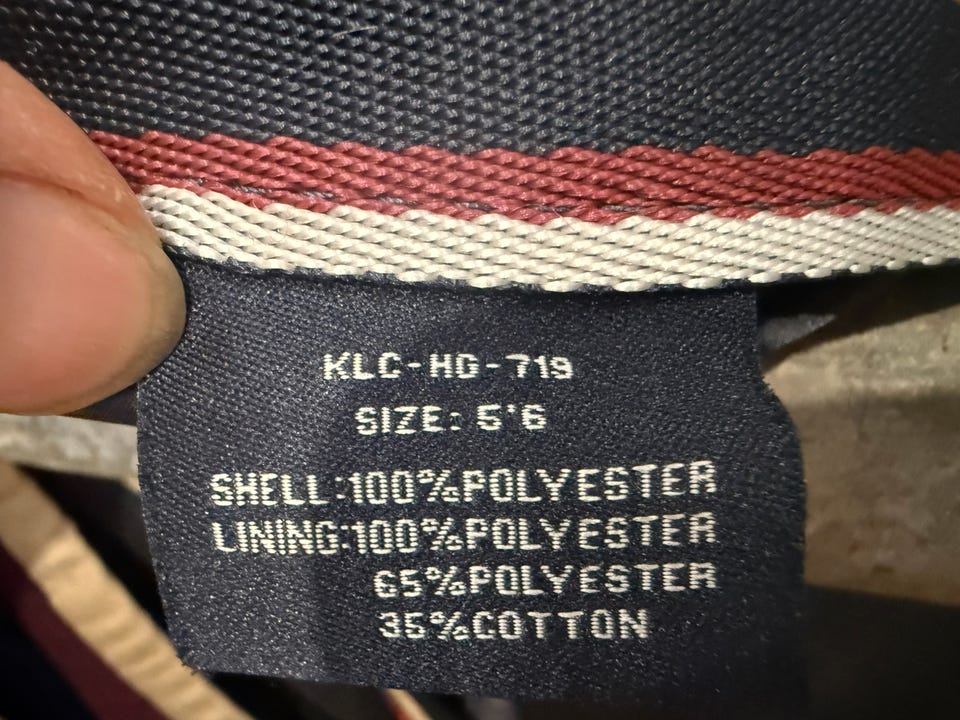 KLC-HG-719
SIZE: 5'6
SHELL:100%POLYESTER
LINING:100%POLYESTER
65%POLYESTER
35%COTTON